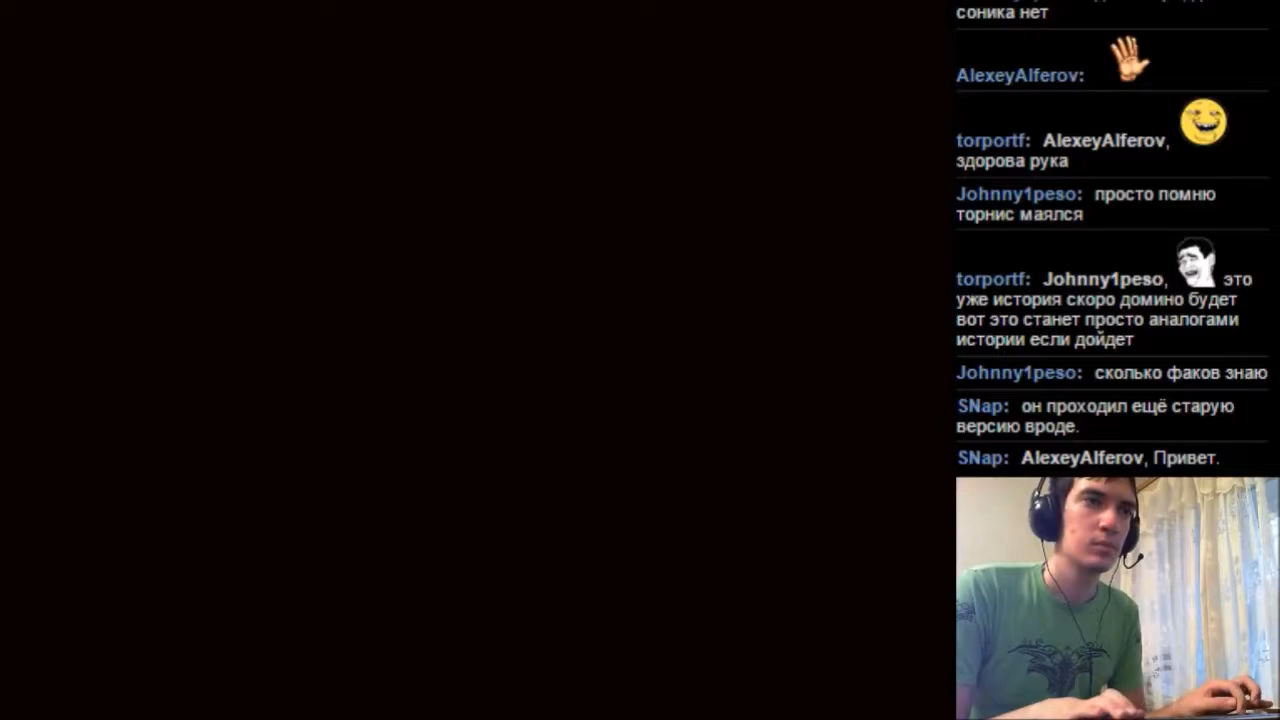 соника нет
AlexeyAlferov:
torportf: AlexeyAlferov,
здорова рука
Johnny1peso: просто помню
торнис маялся
torportf: Johnny1peso, это
уже история скоро домино будет
вот это станет просто аналогами
истории если дойдет
Johnny1peso: сколько факов знаю
SNap: он проходил ещё старую
версию вроде.
SNap: AlexeyAlferov, Привет.